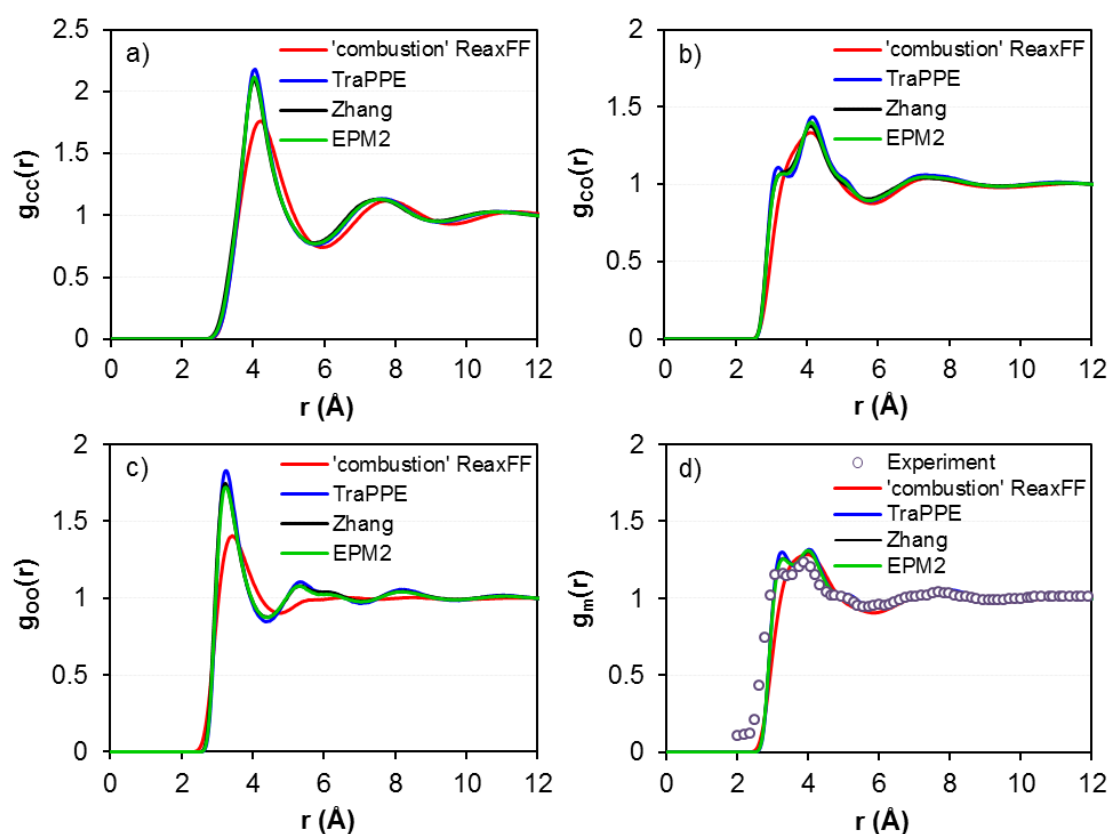 a)
'combustion' ReaxFF
TraPPE
Zhang
EPM2
gCC(r)
2.5
2
1.5
1
0.5
0
0 2 4 6 8 10 12
r (Å)
b)
'combustion' ReaxFF
TraPPE
Zhang
EPM2
gCO(r)
2
1.5
1
0.5
0
0 2 4 6 8 10 12
r (Å)
c)
'combustion' ReaxFF
TraPPE
Zhang
EPM2
gOO(r)
2
1.5
1
0.5
0
0 2 4 6 8 10 12
r (Å)
d)
Experiment
'combustion' ReaxFF
TraPPE
Zhang
EPM2
gm(r)
2
1.5
1
0.5
0
0 2 4 6 8 10 12
r (Å)